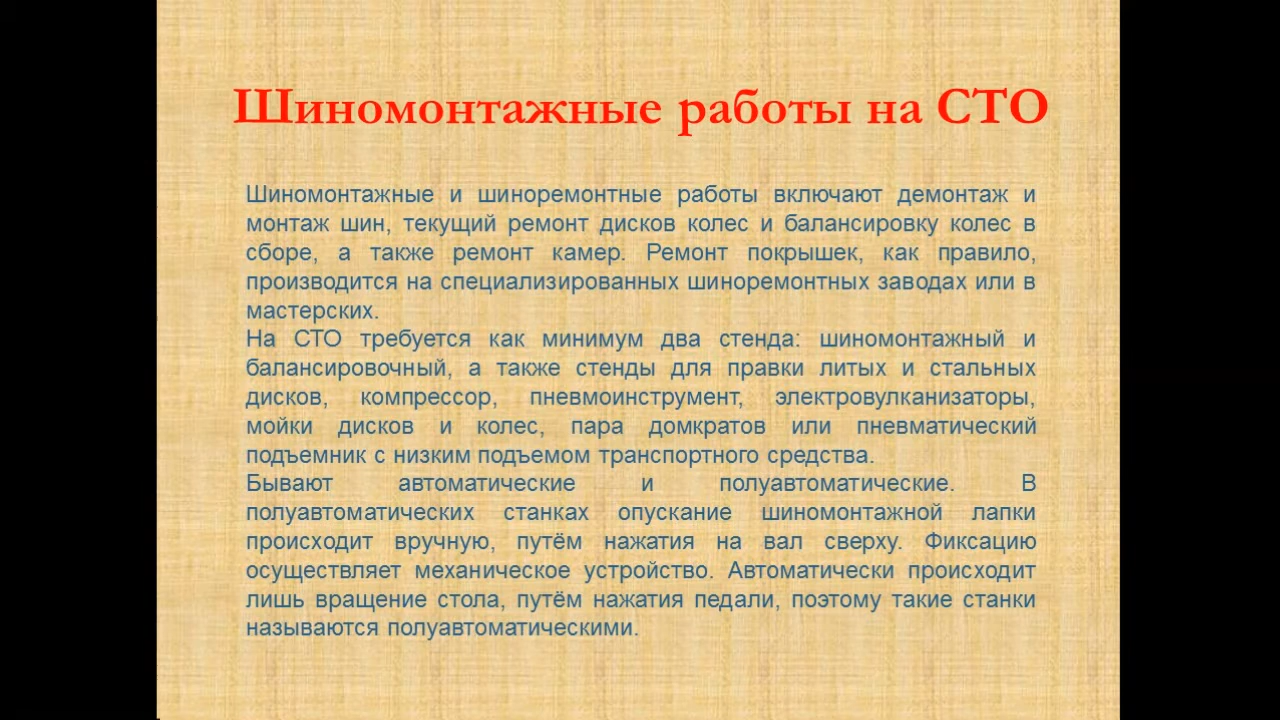 Шиномонтажные работы на СТО
Шиномонтажные и шиноремонтные работы включают демонтаж и
монтаж шин, текущий ремонт дисков колес и балансировку колес в
сборе, а также ремонт камер. Ремонт покрышек, как правило,
производится на специализированных шиноремонтных заводах или в
мастерских.
На СТО требуется как минимум два стенда: шиномонтажный и
балансировочный, а также стенды для правки литых и стальных
дисков, компрессор, пневмоинструмент, электровулканизаторы,
мойки дисков и колес, пара домкратов или пневматический
подъемник с низким подъемом транспортного средства.
Бывают автоматические и полуавтоматические. В
полуавтоматических станках опускание шиномонтажной лапки
происходит вручную, путём нажатия на вал сверху. Фиксацию
осуществляет механическое устройство. Автоматически происходит
лишь вращение стола, путём нажатия педали, поэтому такие станки
называются полуавтоматическими.